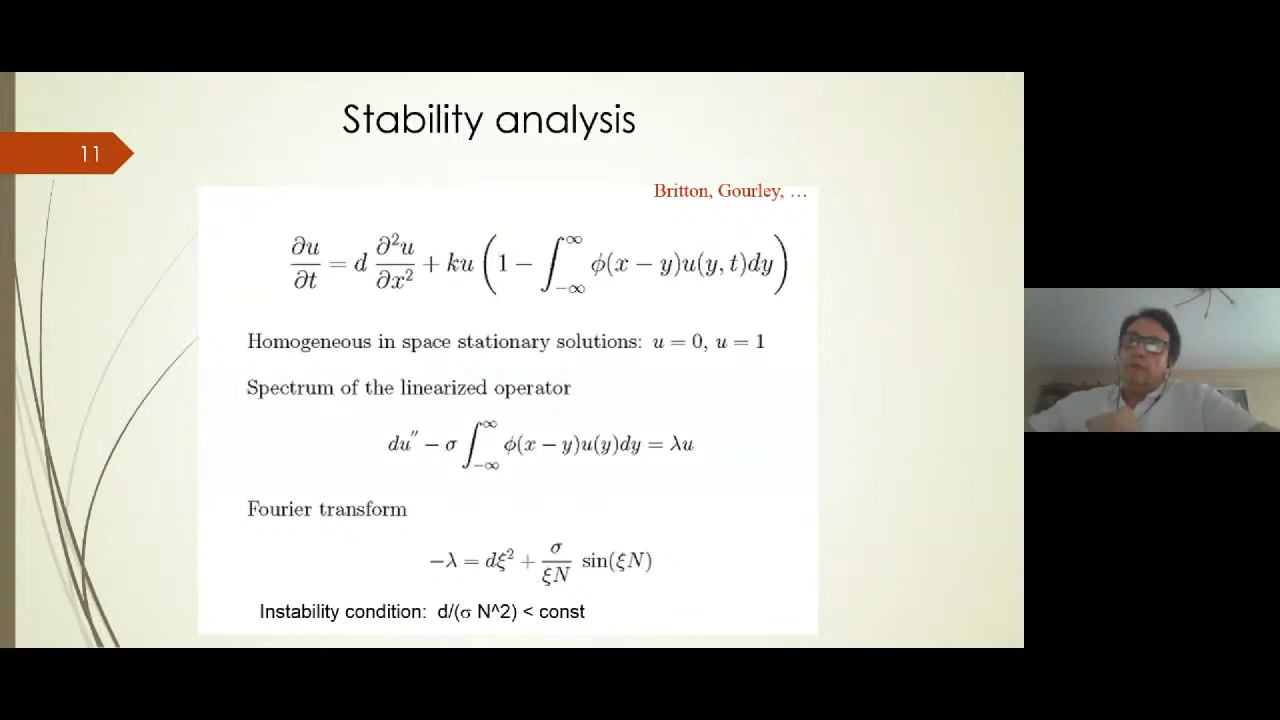 Stability analysis
11
Britton, Gourley, …
∂u/∂t = d ∂²u/∂x² + ku (1 − ∫_{−∞}^{∞} ϕ(x − y)u(y, t)dy)
Homogeneous in space stationary solutions: u = 0, u = 1
Spectrum of the linearized operator
du″ − σ ∫_{−∞}^{∞} ϕ(x − y)u(y)dy = λu
Fourier transform
−λ = dξ² + σ/ξN sin(ξN)
Instability condition: d/(σ N^2) < const